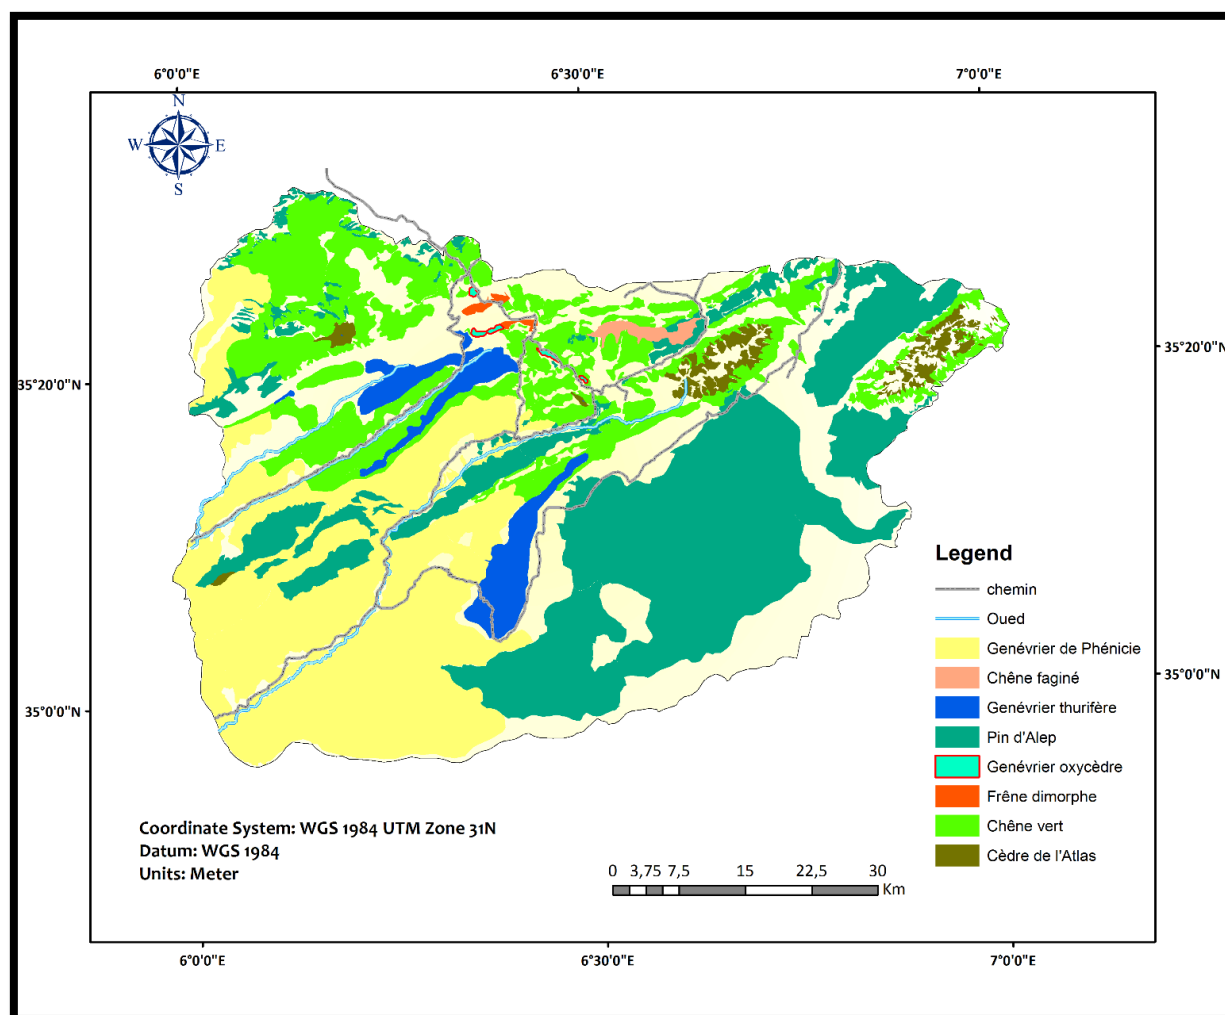 6°0'0"E 6°30'0"E 7°0'0"E
N
W E
S
35°20'0"N
35°20'0"N
35°0'0"N
35°0'0"N
Legend
chemin
Oued
Genévrier de Phénicie
Chêne faginé
Genévrier thurifère
Pin d'Alep
Genévrier oxycèdre
Frêne dimorphe
Chêne vert
Cèdre de l'Atlas
Coordinate System: WGS 1984 UTM Zone 31N
Datum: WGS 1984
Units: Meter
0 3,75 7,5 15 22,5 30
Km
6°0'0"E 6°30'0"E 7°0'0"E